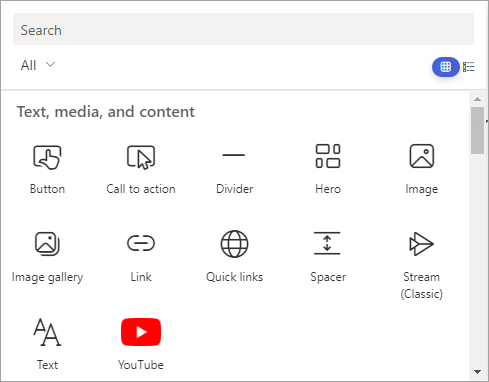 Search
All
Text, media, and content
Button
Call to action
Divider
Hero
Image
Image gallery
Link
Quick links
Spacer
Stream
(Classic)
Text
YouTube